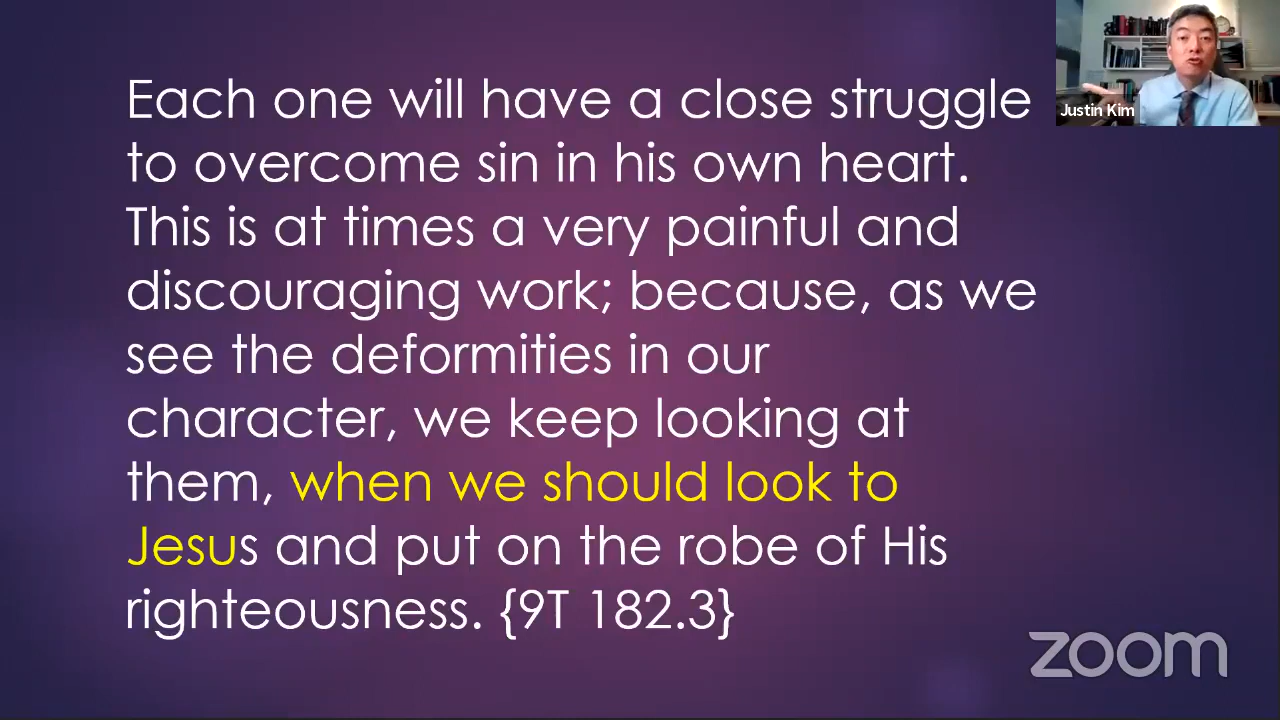 Each one will have a close struggle
to overcome sin in his own heart.
This is at times a very painful and
discouraging work; because, as we
see the deformities in our
character, we keep looking at
them, when we should look to
Jesus and put on the robe of His
righteousness. {9T 182.3}
Justin Kim
zoom